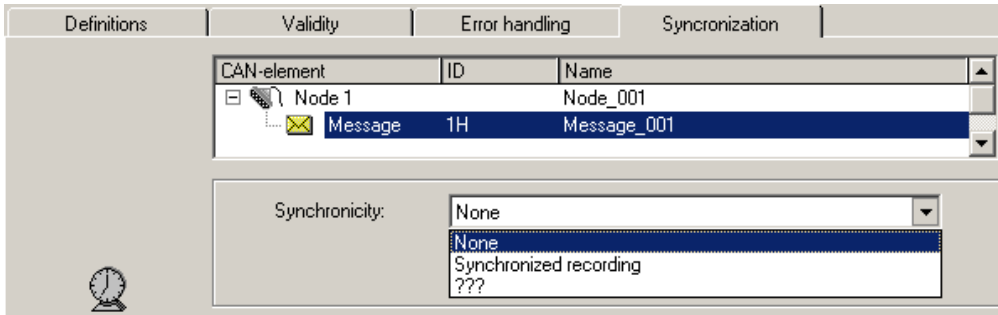 Definitions Validity Error handling Syncronization
CAN-element ID Name
Node 1 Node_001
Message 1H Message_001
Synchronicity: None
None
Synchronized recording
???